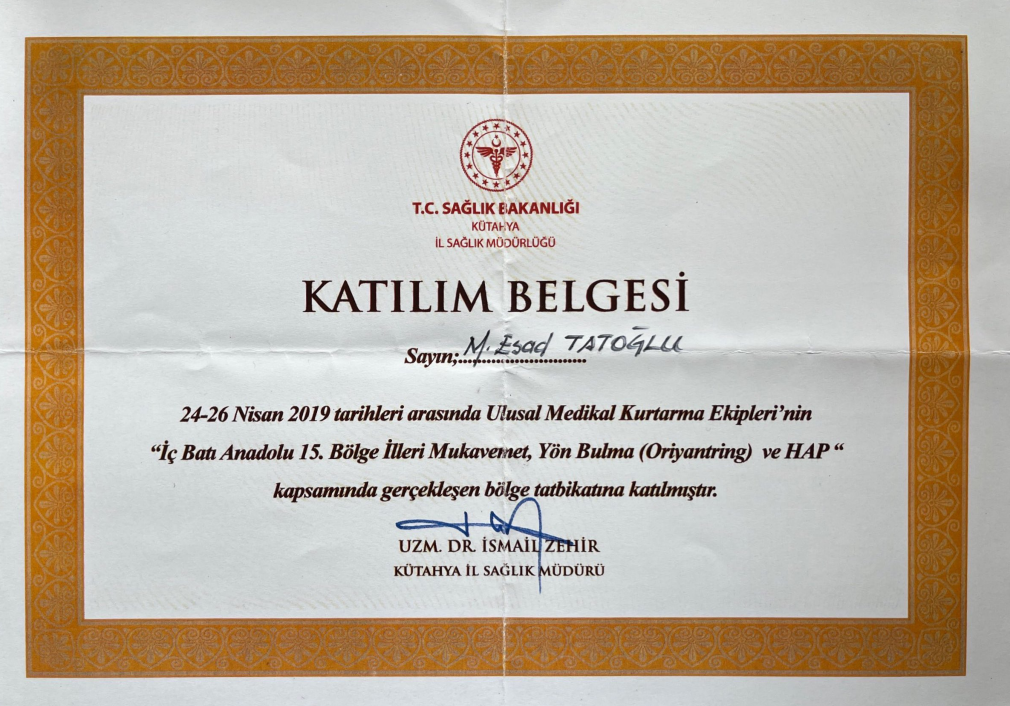 T.C. SAĞLIK BAKANLIĞI
KÜTAHYA
İL SAĞLIK MÜDÜRLÜĞÜ
KATILIM BELGESİ
Sayın;........................... M. Esad TATOĞLU
24-26 Nisan 2019 tarihleri arasında Ulusal Medikal Kurtarma Ekipleri’nin
“İç Batı Anadolu 15. Bölge İlleri Mukavemet, Yön Bulma (Oriyantring) ve HAP “
kapsamında gerçekleşen bölge tatbikatına katılmıştır.
UZM. DR. İSMAİL ZEHİR
KÜTAHYA İL SAĞLIK MÜDÜRÜ